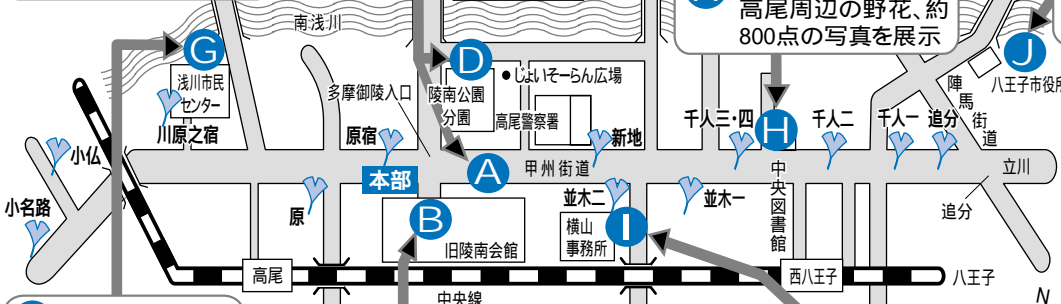 高尾周辺の野花、約
800点の写真を展示
南浅川
G
浅川市民
センター
川原之宿
小仏
小名路
多摩御陵入口
原宿
本部
原
D
陵南公園
分園
じょいそーらん広場
高尾警察署
新地
A
甲州街道
B
旧陵南会館
並木二
横山
事務所
I
並木一
千人三・四
H
中央図書館
千人二
千人一
追分
陣馬街道
J
八王子市役所
立川
追分
高尾
中央線
西八王子
八王子
N